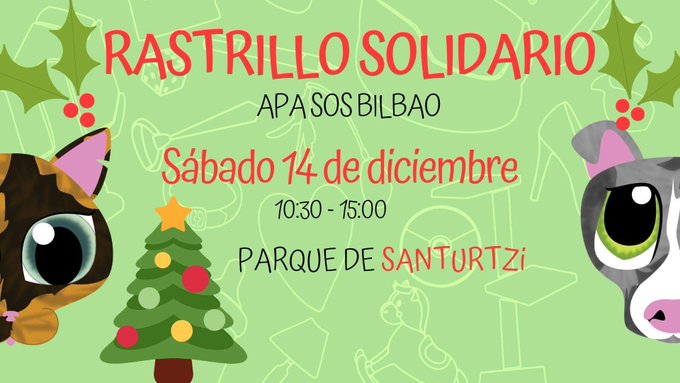 RASTRILLO SOLIDARIO
APA SOS BILBAO
Sábado 14 de diciembre
10:30 - 15:00
PARQUE DE SANTURTZi